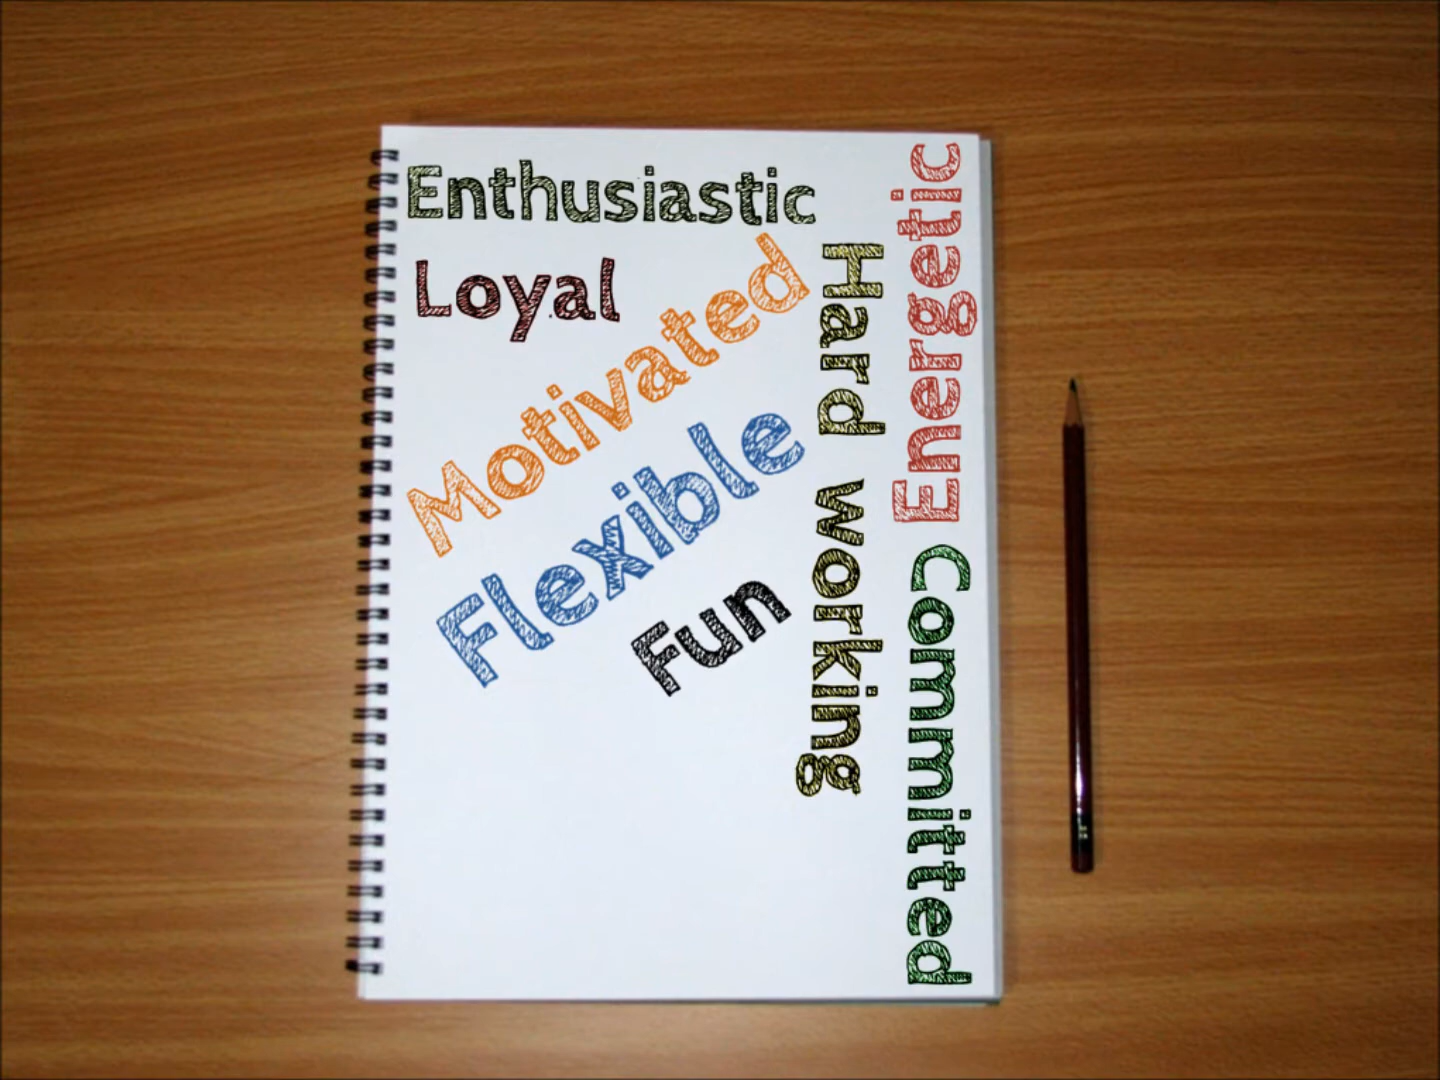 Enthusiastic
Loyal
Motivated
Flexible
Fun
Hard working
Energetic
Committed